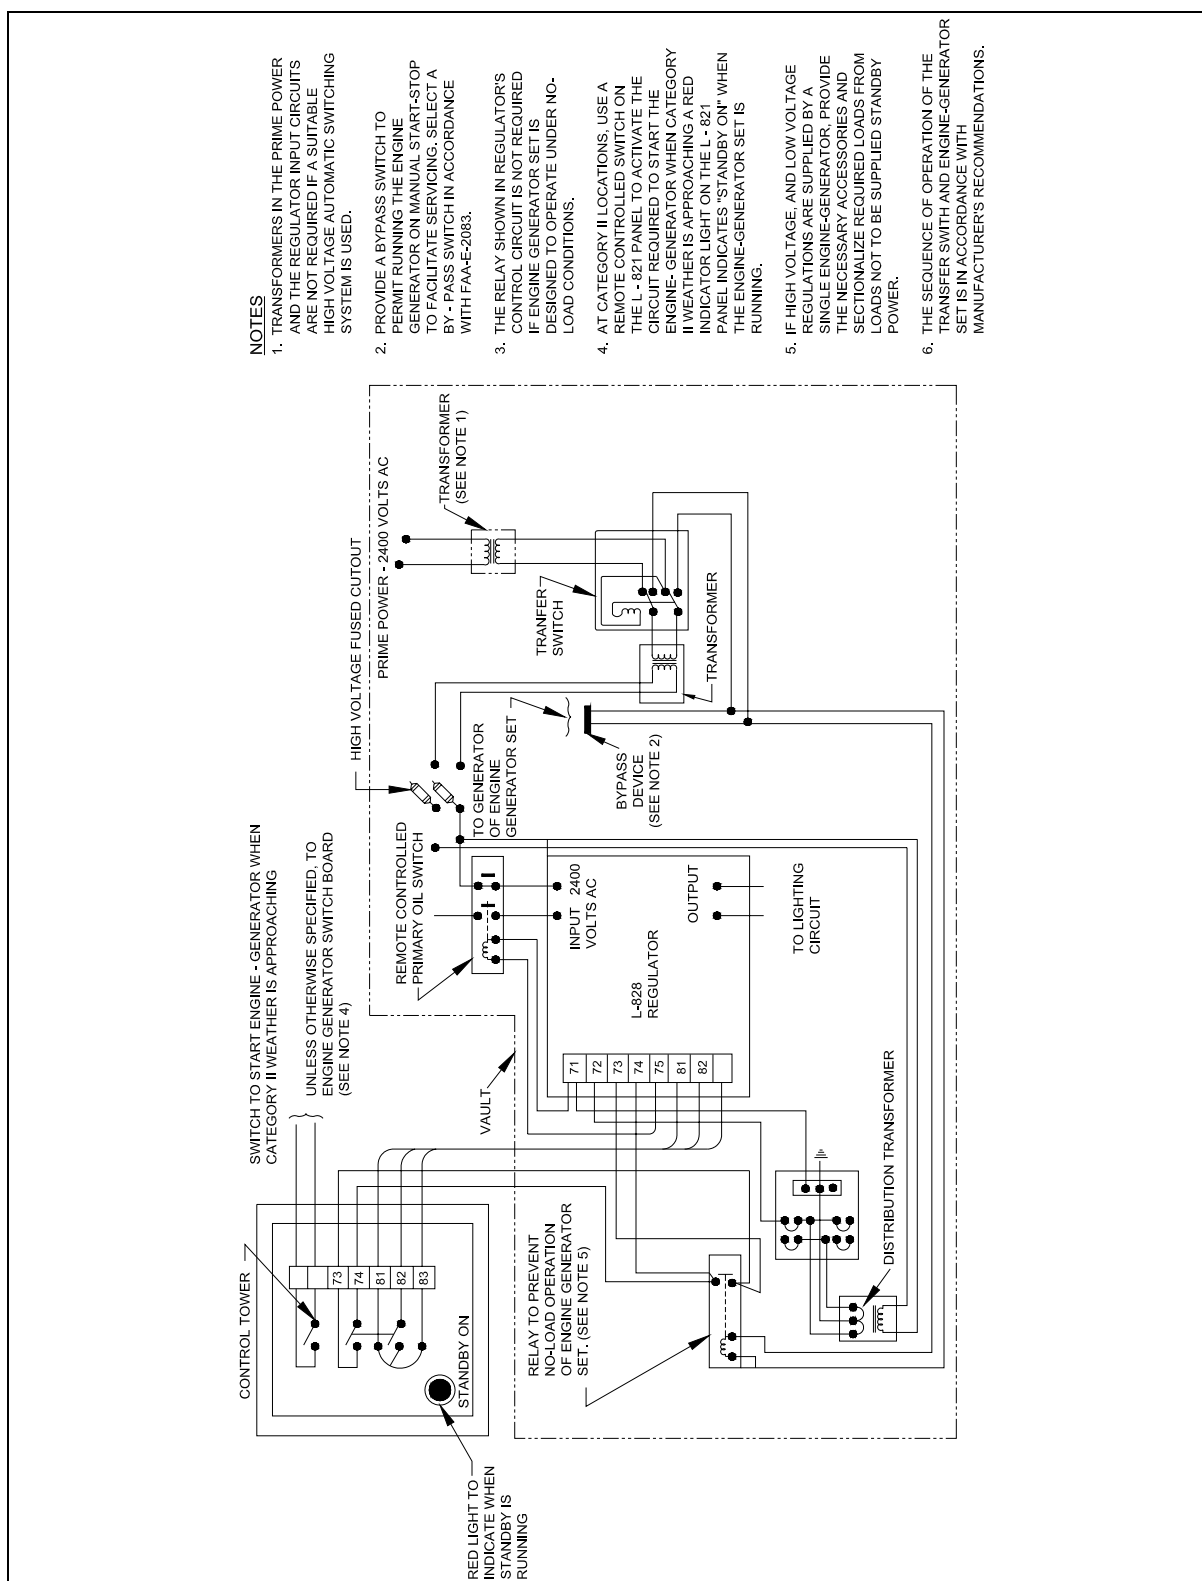 NOTES
1. TRANSFORMERS IN THE PRIME POWER
AND THE REGULATOR INPUT CIRCUITS
ARE NOT REQUIRED IF A SUITABLE
HIGH VOLTAGE AUTOMATIC SWITCHING
SYSTEM IS USED.
2. PROVIDE A BYPASS SWITCH TO
PERMIT RUNNING THE ENGINE
GENERATOR ON MANUAL START-STOP
TO FACILITATE SERVICING. SELECT A
BY - PASS SWITCH IN ACCORDANCE
WITH FAA-E-2083.
3. THE RELAY SHOWN IN REGULATOR'S
CONTROL CIRCUIT IS NOT REQUIRED
IF ENGINE GENERATOR SET IS
DESIGNED TO OPERATE UNDER NO-
LOAD CONDITIONS.
4. AT CATEGORY II LOCATIONS, USE A
REMOTE CONTROLLED SWITCH ON
THE L - 821 PANEL TO ACTIVATE THE
CIRCUIT REQUIRED TO START THE
ENGINE- GENERATOR WHEN CATEGORY
II WEATHER IS APPROACHING A RED
INDICATOR LIGHT ON THE L - 821
PANEL INDICATES "STANDBY ON" WHEN
THE ENGINE-GENERATOR SET IS
RUNNING.
5. IF HIGH VOLTAGE, AND LOW VOLTAGE
REGULATIONS ARE SUPPLIED BY A
SINGLE ENGINE-GENERATOR, PROVIDE
THE NECESSARY ACCESSORIES AND
SECTIONALIZE REQUIRED LOADS FROM
LOADS NOT TO BE SUPPLIED STANDBY
POWER.
6. THE SEQUENCE OF OPERATION OF THE
TRANSFER SWITH AND ENGINE-GENERATOR
SET IS IN ACCORDANCE WITH
MANUFACTURER'S RECOMMENDATIONS.
SWITCH TO START ENGINE - GENERATOR WHEN
CATEGORY II WEATHER IS APPROACHING
UNLESS OTHERWISE SPECIFIED, TO
ENGINE GENERATOR SWITCH BOARD
(SEE NOTE 4)
HIGH VOLTAGE FUSED CUTOUT
PRIME POWER - 2400 VOLTS AC
TRANSFORMER
(SEE NOTE 1)
TRANFER
SWITCH
TRANSFORMER
TO GENERATOR
OF ENGINE
GENERATOR SET
BYPASS
DEVICE
(SEE NOTE 2)
REMOTE CONTROLLED
PRIMARY OIL SWITCH
INPUT 2400
VOLTS AC
OUTPUT
TO LIGHTING
CIRCUIT
L-828
REGULATOR
71
72
73
74
75
81
82
VAULT
CONTROL TOWER
73
74
81
82
83
STANDBY ON
RED LIGHT TO
INDICATE WHEN
STANDBY IS
RUNNING
RELAY TO PREVENT
NO-LOAD OPERATION
OF ENGINE GENERATOR
SET. (SEE NOTE 5)
DISTRIBUTION TRANSFORMER